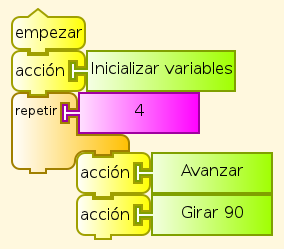 empezar
acción Inicializar variables
repetir 4
acción Avanzar
acción Girar 90